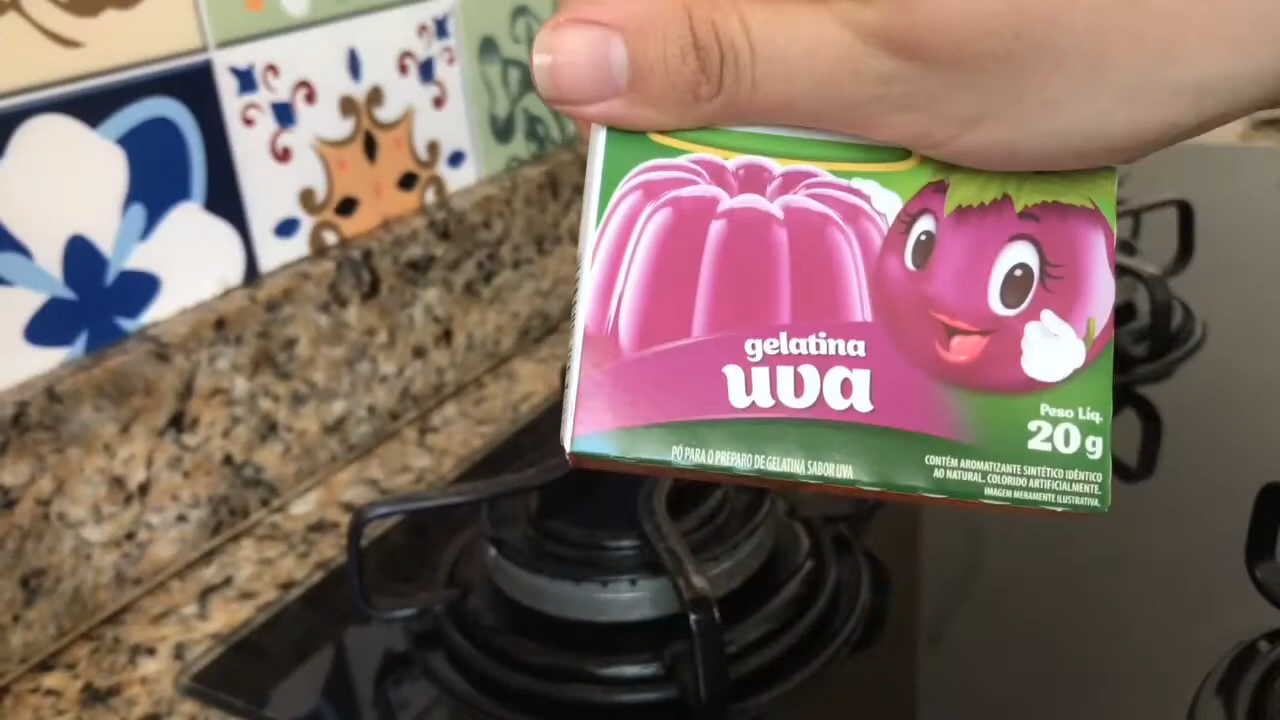 gelatina
uva
Peso Líq.
20g
PÓ PARA O PREPARO DE GELATINA SABOR UVA
CONTÉM AROMATIZANTE SINTÉTICO IDÊNTICO
AO NATURAL. COLORIDO ARTIFICIALMENTE.
IMAGEM MERAMENTE ILUSTRATIVA.